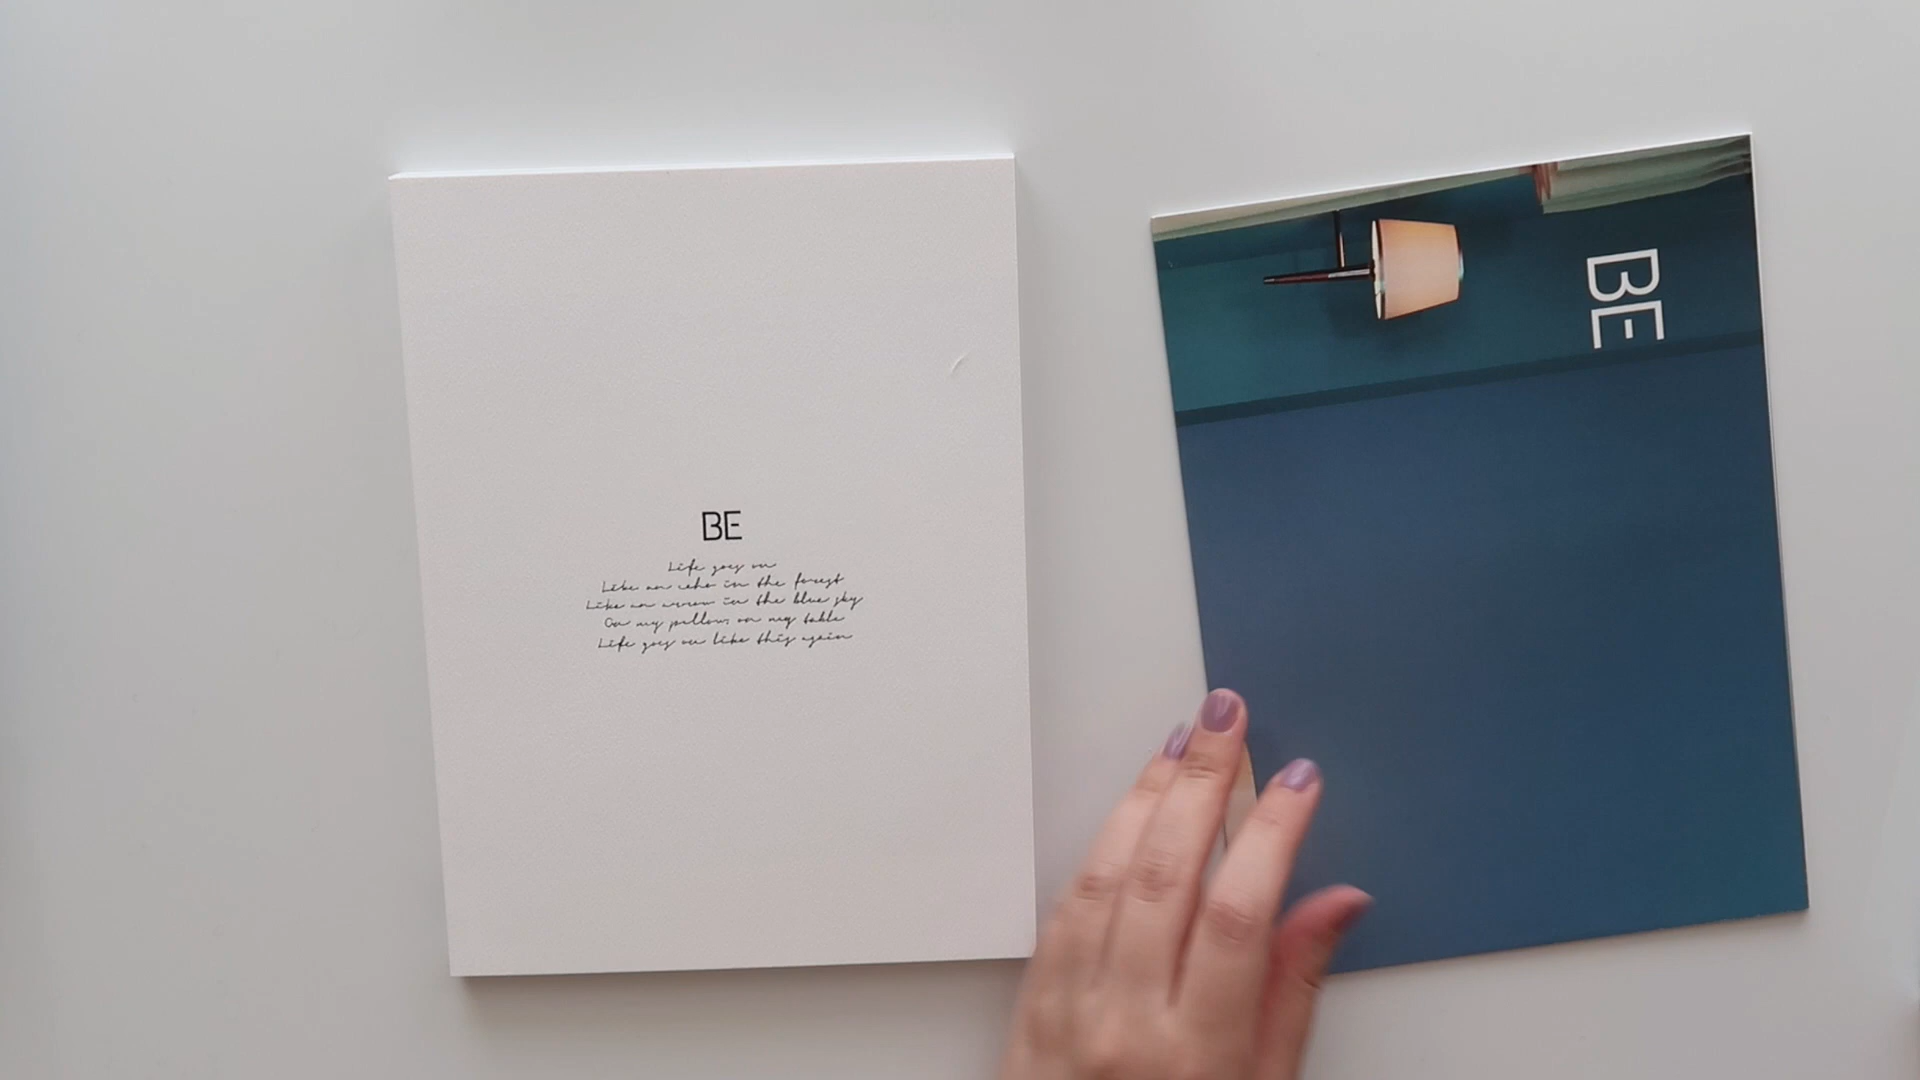 BE
Life goes on
Like an echo in the forest
Like an arrow in the blue sky
On my pillow, on my table
Life goes on like this again
BE